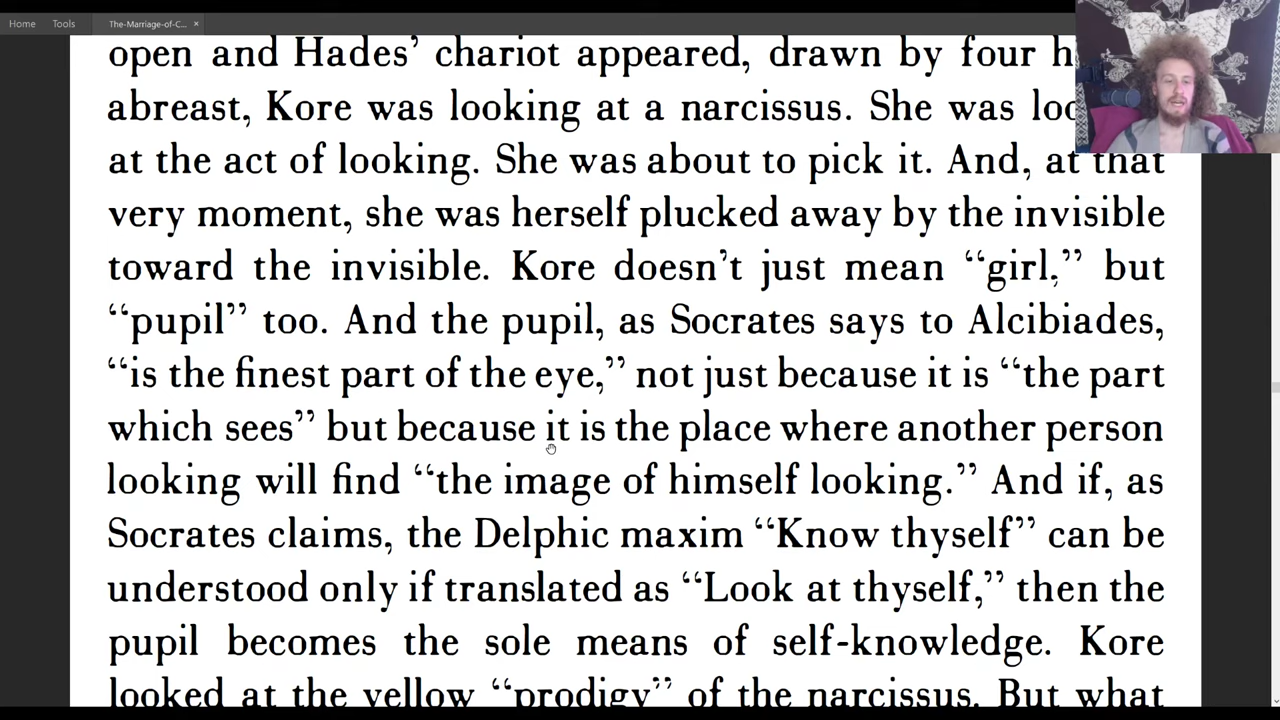 Home Tools The-Marriage-of-C... ×
open and Hades’ chariot appeared, drawn by four
abreast, Kore was looking at a narcissus. She was
at the act of looking. She was about to pick it. And, at that
very moment, she was herself plucked away by the invisible
toward the invisible. Kore doesn’t just mean “girl,” but
“pupil” too. And the pupil, as Socrates says to Alcibiades,
“is the finest part of the eye,” not just because it is “the part
which sees” but because it is the place where another person
looking will find “the image of himself looking.” And if, as
Socrates claims, the Delphic maxim “Know thyself” can be
understood only if translated as “Look at thyself,” then the
pupil becomes the sole means of self-knowledge. Kore
looked at the yellow “prodigy” of the narcissus. But what